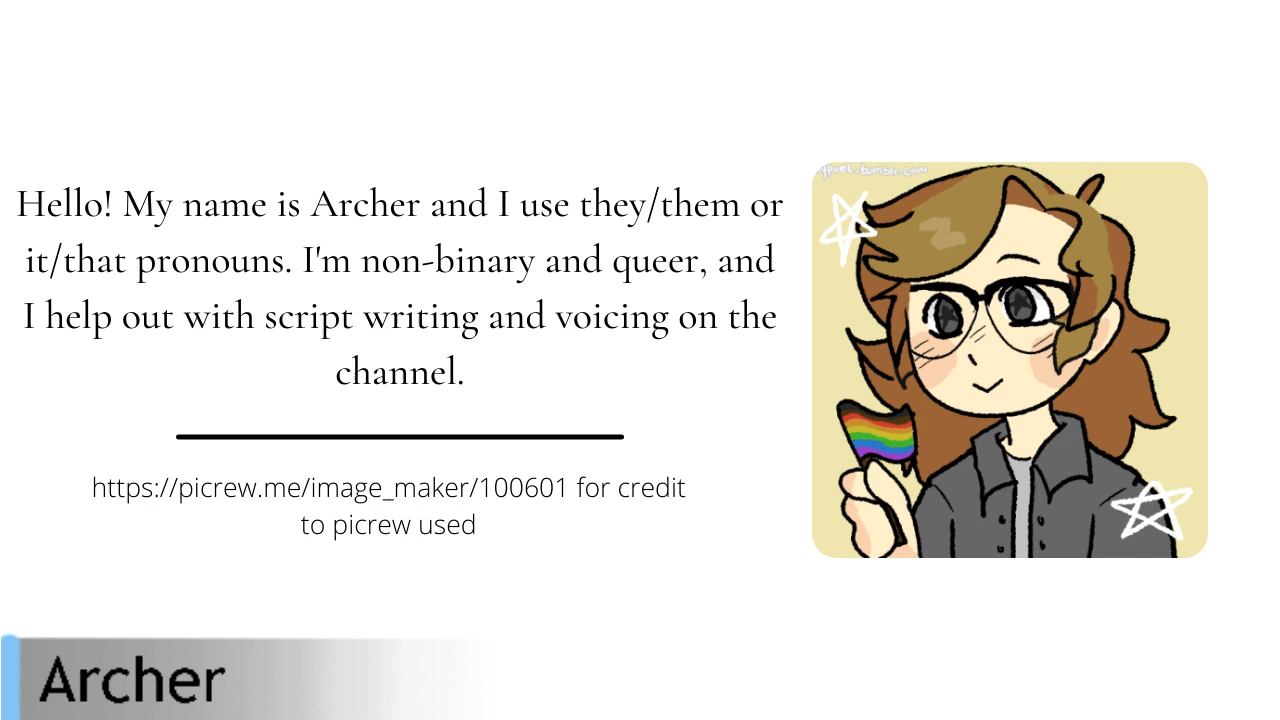 Hello! My name is Archer and I use they/them or
it/that pronouns. I'm non-binary and queer, and
I help out with script writing and voicing on the
channel.
https://picrew.me/image_maker/100601 for credit
to picrew used
.tumblr.com
Archer